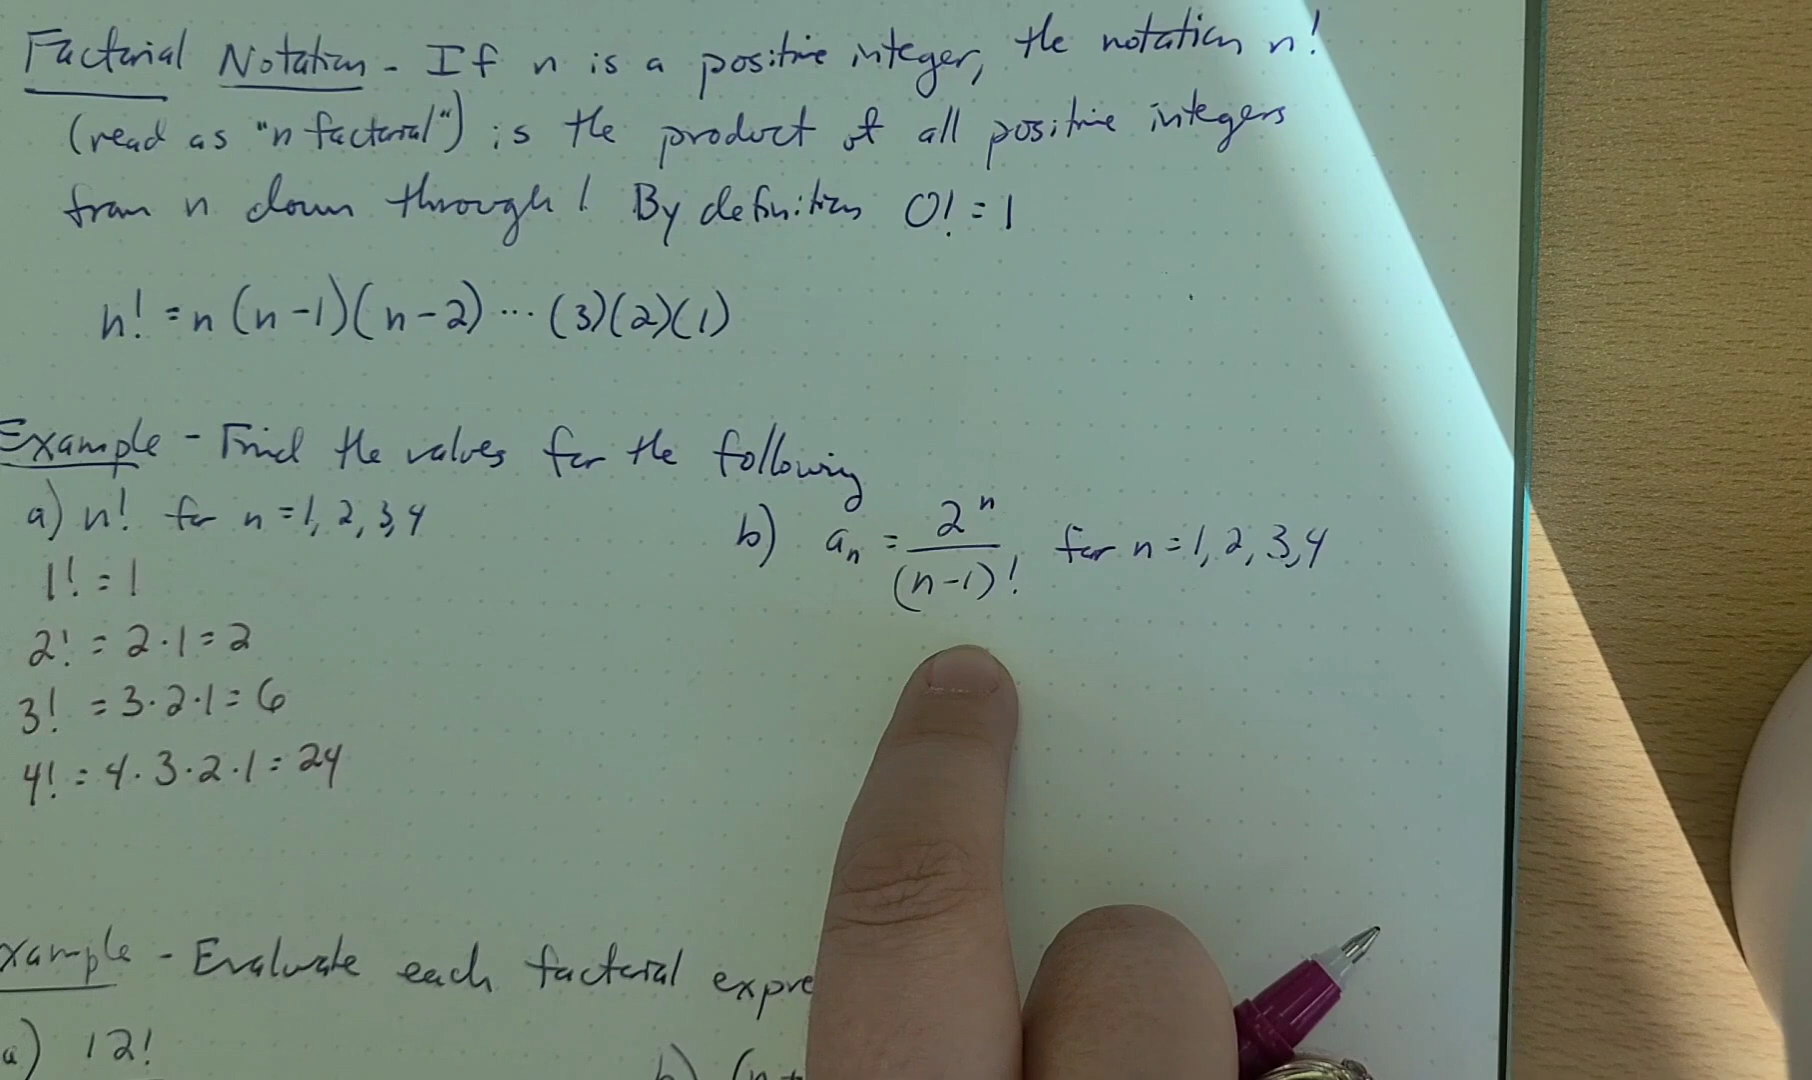 Factorial Notation - If n is a positive integer, the notation n!
(read as "n factorial") is the product of all positive integers
from n down through 1. By definition 0! = 1
n! = n(n-1)(n-2)...(3)(2)(1)
Example - Find the values for the following
a) n! for n = 1, 2, 3, 4
1! = 1
2! = 2·1 = 2
3! = 3·2·1 = 6
4! = 4·3·2·1 = 24
b) aₙ = 2ⁿ/(n-1)! for n = 1, 2, 3, 4
xample - Evaluate each factorial expre
a) 12!
b) (n+